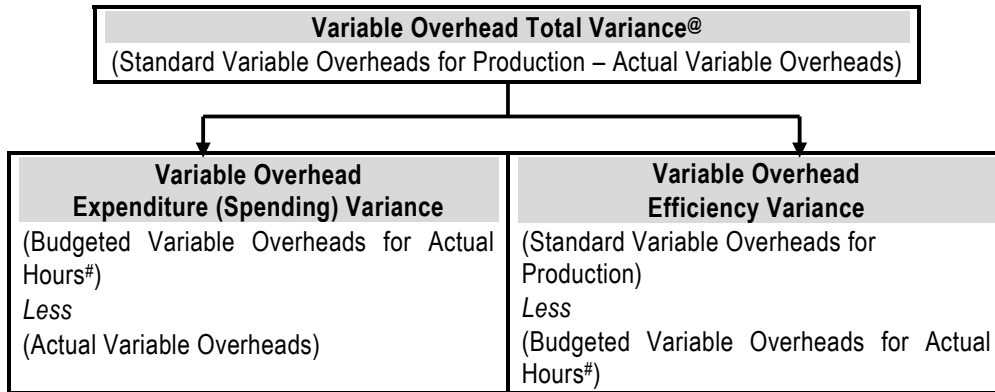 Variable Overhead Total Variance@
(Standard Variable Overheads for Production – Actual Variable Overheads)
Variable Overhead
Expenditure (Spending) Variance
(Budgeted Variable Overheads for Actual
Hours#)
Less
(Actual Variable Overheads)
Variable Overhead
Efficiency Variance
(Standard Variable Overheads for
Production)
Less
(Budgeted Variable Overheads for Actual
Hours#)